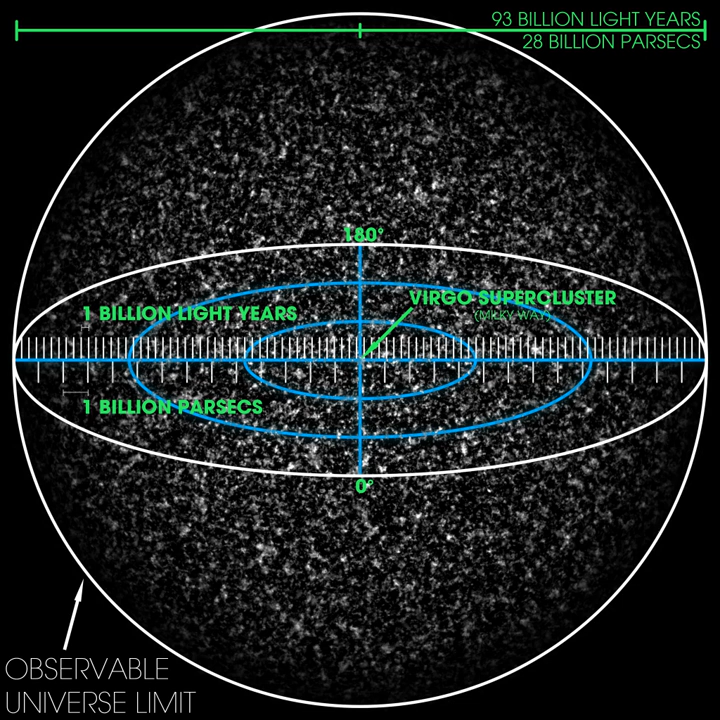 93 BILLION LIGHT YEARS
28 BILLION PARSECS
180°
VIRGO SUPERCLUSTER
(MILKY WAY)
1 BILLION LIGHT YEARS
1 BILLION PARSECS
0°
OBSERVABLE
UNIVERSE LIMIT